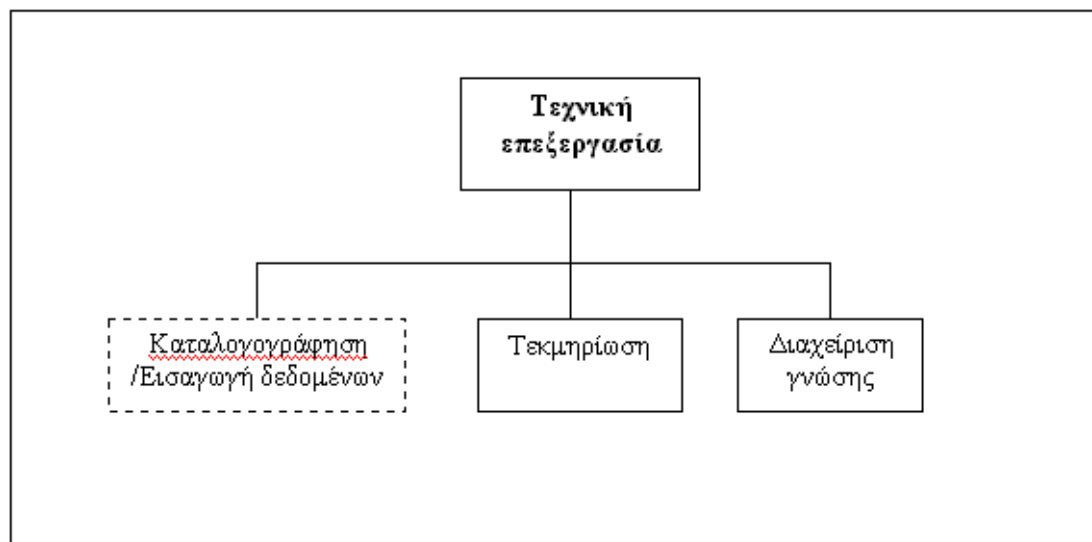 Τεχνική
επεξεργασία
Καταλογογράφηση
/Εισαγωγή δεδομένων
Τεκμηρίωση
Διαχείριση
γνώσης